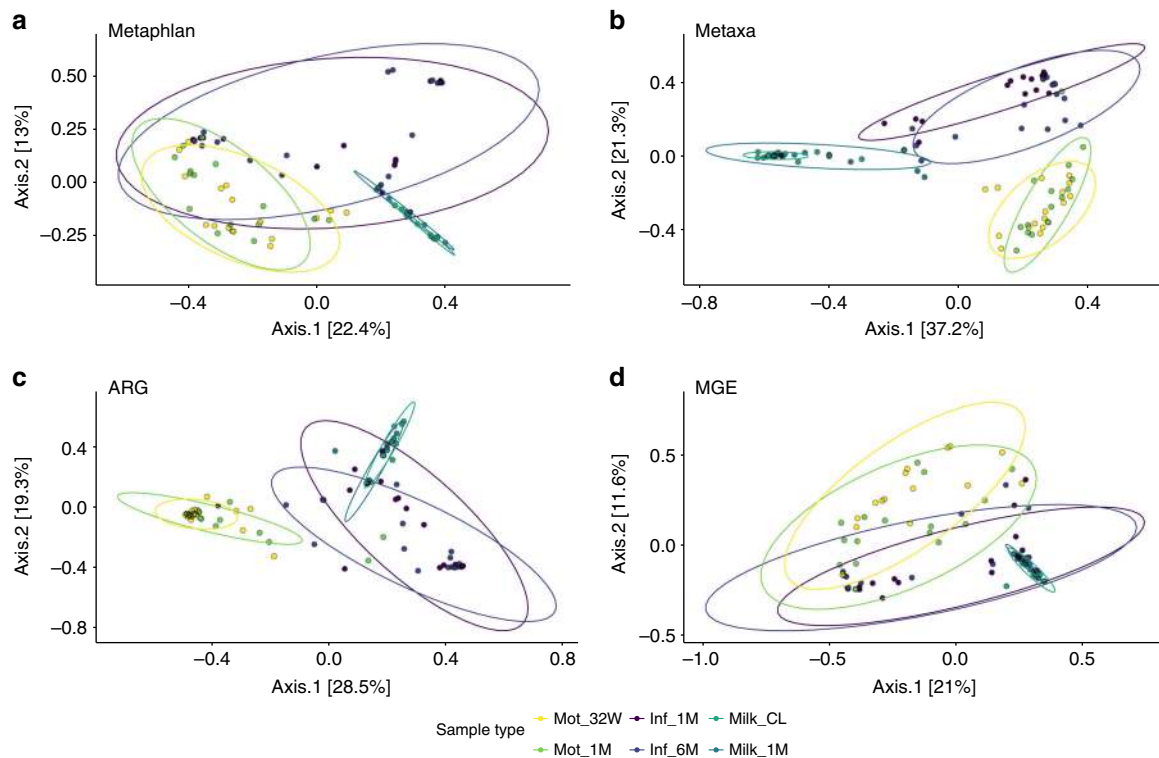 a
Metaphlan
0.50
0.25
0.00
−0.25
Axis.2 [13%]
−0.4
0.0
0.4
Axis.1 [22.4%]
b
Metaxa
0.4
0.0
−0.4
Axis.2 [21.3%]
−0.8
−0.4
0.0
0.4
Axis.1 [37.2%]
c
ARG
0.4
0.0
−0.4
−0.8
Axis.2 [19.3%]
−0.4
0.0
0.4
0.8
Axis.1 [28.5%]
d
MGE
0.5
0.0
−0.5
Axis.2 [11.6%]
−1.0
−0.5
0.0
0.5
Axis.1 [21%]
Sample type
Mot_32W
Inf_1M
Milk_CL
Mot_1M
Inf_6M
Milk_1M